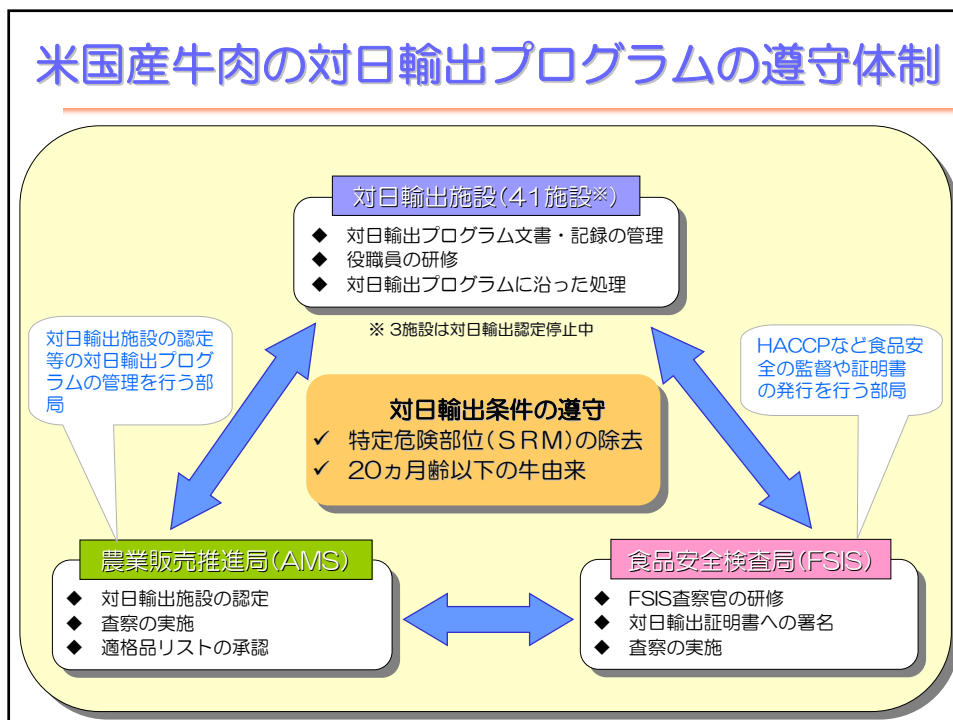 米国産牛肉の対日輸出プログラムの遵守体制
対日輸出施設(41施設※)
◆ 対日輸出プログラム文書・記録の管理
◆ 役職員の研修
◆ 対日輸出プログラムに沿った処理
※ 3施設は対日輸出認定停止中
対日輸出施設の認定
等の対日輸出プログ
ラムの管理を行う部
局
HACCPなど食品安
全の監督や証明書
の発行を行う部局
対日輸出条件の遵守
✓ 特定危険部位(SRM)の除去
✓ 20ヵ月齢以下の牛由来
農業販売推進局(AMS)
◆ 対日輸出施設の認定
◆ 査察の実施
◆ 適格品リストの承認
食品安全検査局(FSIS)
◆ FSIS査察官の研修
◆ 対日輸出証明書への署名
◆ 査察の実施